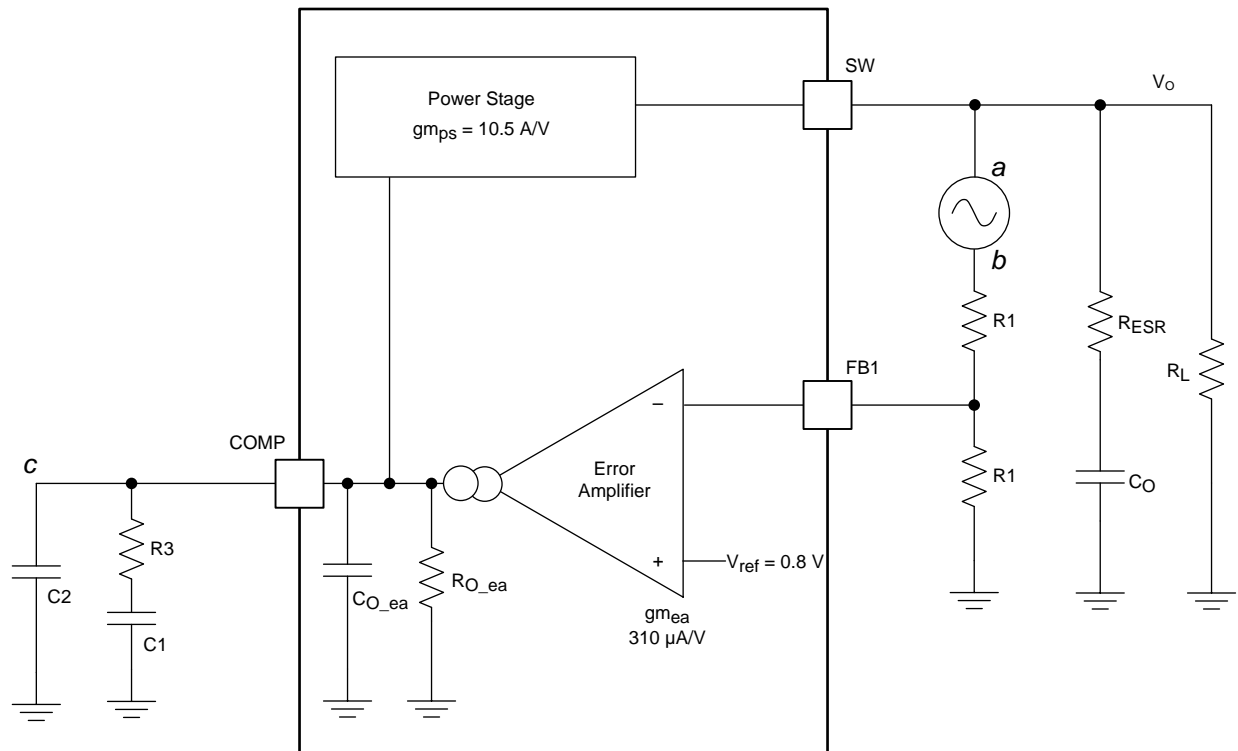 SW
V₀
Power Stage
gmps = 10.5 A/V
a
b
R1
RESR
RL
FB1
COMP
c
Error
Amplifier
R1
CO
R3
C2
C1
CO_ea
RO_ea
Vref = 0.8 V
gmea
310 µA/V